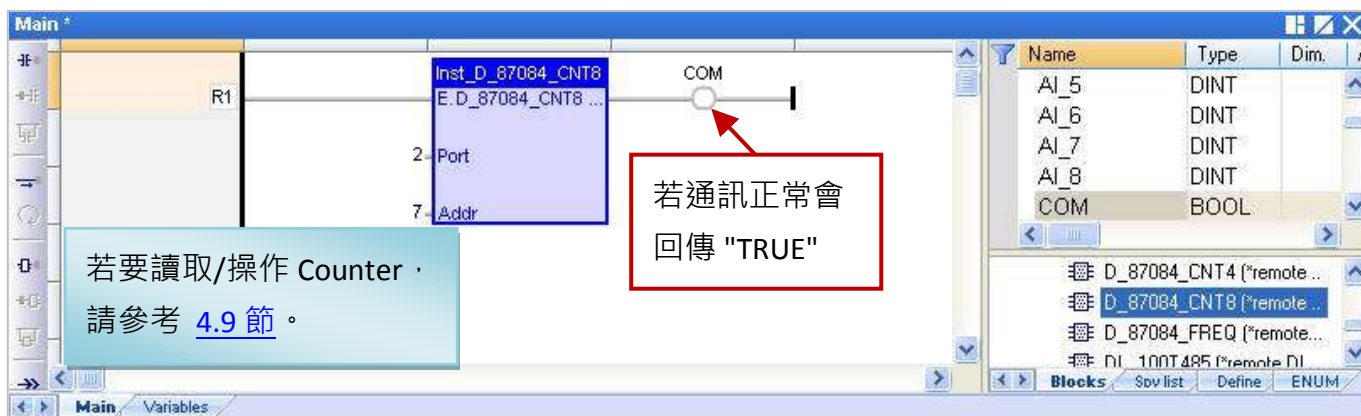 Main *
Name Type Dim.
AI_5 DINT
AI_6 DINT
AI_7 DINT
AI_8 DINT
COM BOOL
R1
Inst_D_87084_CNT8
E.D_87084_CNT8 ...
COM
2 Port
7 Addr
若通訊正常會
回傳 "TRUE"
若要讀取/操作 Counter，
請參考 4.9 節。
D_87084_CNT4 (*remote ..
D_87084_CNT8 (*remote ..
D_87084_FREQ (*remote...
DL_100T485 (*remote DL
Blocks Spy list Define ENUM
Main Variables